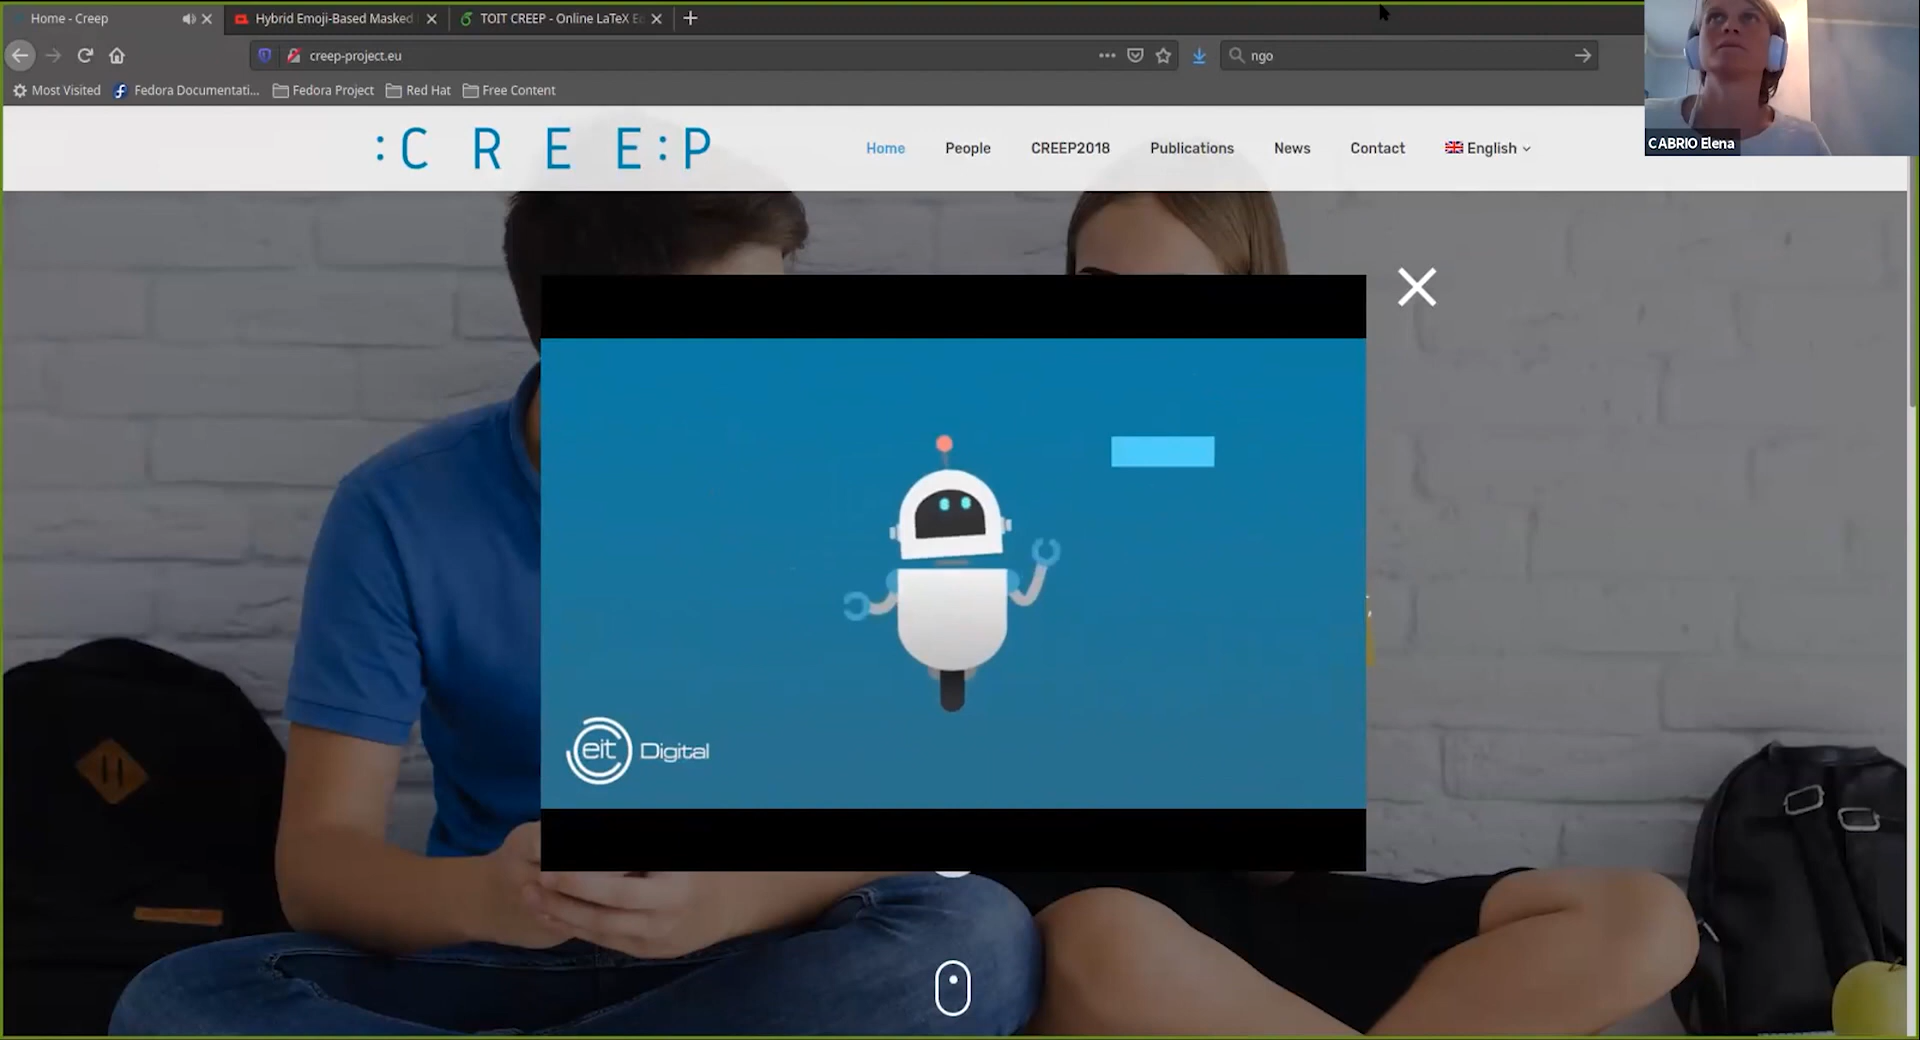 Home - Creep
Hybrid Emoji-Based Masked
TOIT CREEP - Online LaTeX E
creep-project.eu
ngo
Most Visited
Fedora Documentati...
Fedora Project
Red Hat
Free Content
:C R E E:P
Home
People
CREEP2018
Publications
News
Contact
English
CABRIO Elena
eit Digital